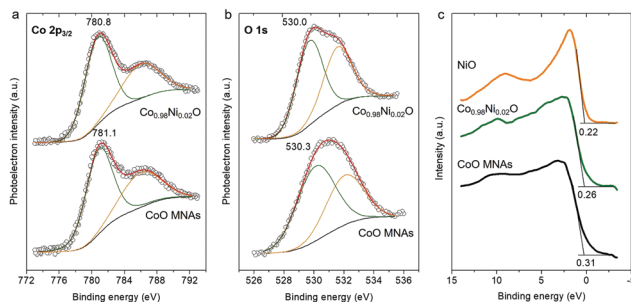 a
Co 2p3/2
780.8
Co0.98Ni0.02O
781.1
CoO MNAs
Photoelectron intensity (a.u.)
772 776 780 784 788 792
Binding energy (eV)
b
O 1s
530.0
Co0.98Ni0.02O
530.3
CoO MNAs
Photoelectron intensity (a.u.)
526 528 530 532 534 536
Binding energy (eV)
c
NiO
0.22
Co0.98Ni0.02O
0.26
CoO MNAs
0.31
Intensity (a.u.)
15 10 5 0 -5
Binding energy (eV)